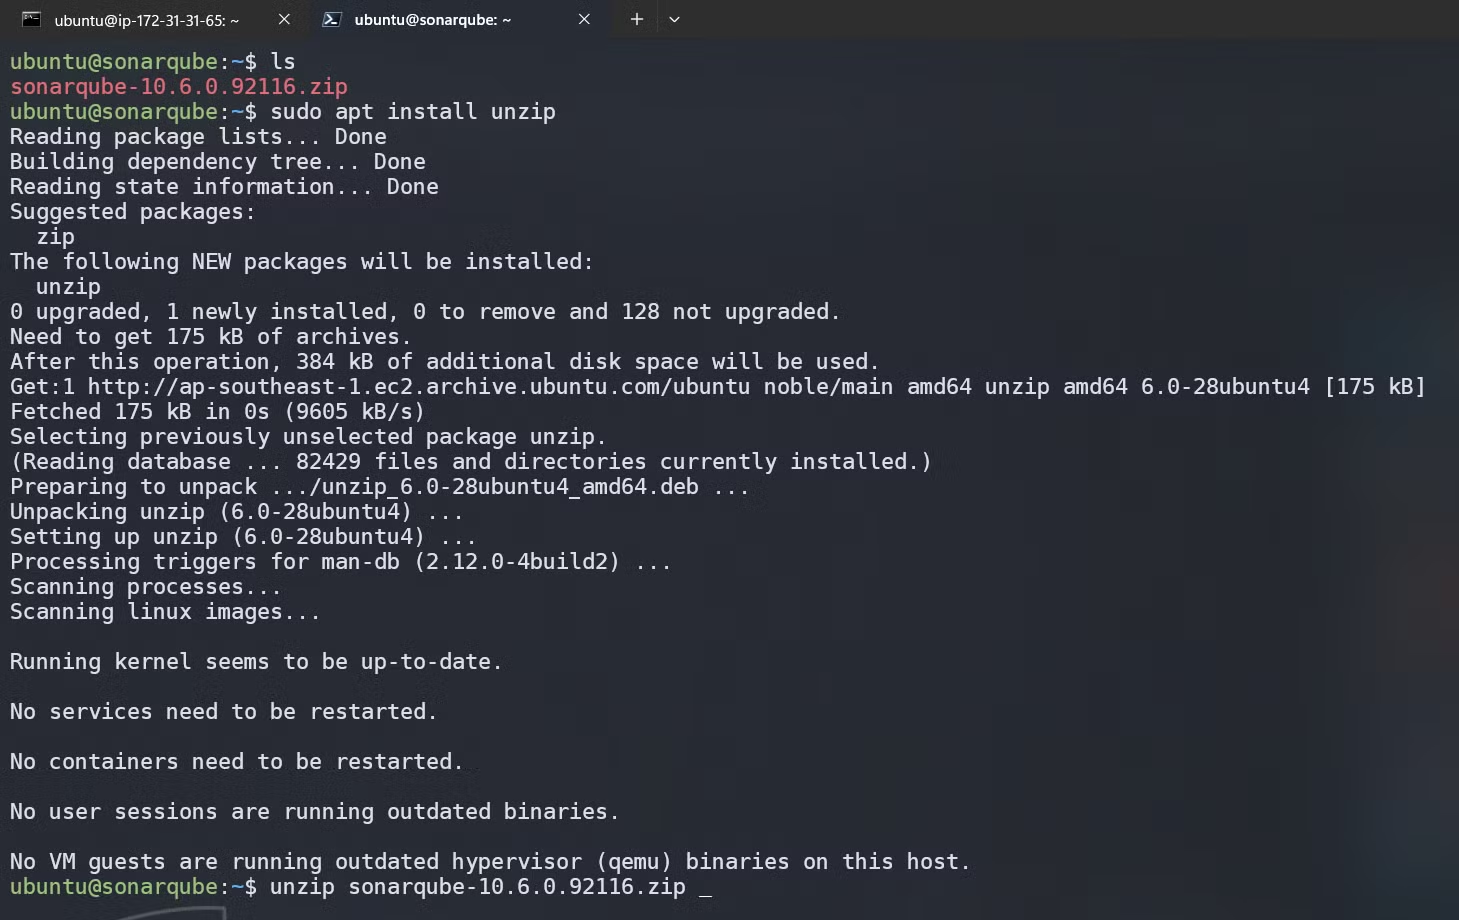 ubuntu@ip-172-31-31-65: ~
ubuntu@sonarqube: ~
ubuntu@sonarqube:~$ ls
sonarqube-10.6.0.92116.zip
ubuntu@sonarqube:~$ sudo apt install unzip
Reading package lists... Done
Building dependency tree... Done
Reading state information... Done
Suggested packages:
  zip
The following NEW packages will be installed:
  unzip
0 upgraded, 1 newly installed, 0 to remove and 128 not upgraded.
Need to get 175 kB of archives.
After this operation, 384 kB of additional disk space will be used.
Get:1 http://ap-southeast-1.ec2.archive.ubuntu.com/ubuntu noble/main amd64 unzip amd64 6.0-28ubuntu4 [175 kB]
Fetched 175 kB in 0s (9605 kB/s)
Selecting previously unselected package unzip.
(Reading database ... 82429 files and directories currently installed.)
Preparing to unpack .../unzip_6.0-28ubuntu4_amd64.deb ...
Unpacking unzip (6.0-28ubuntu4) ...
Setting up unzip (6.0-28ubuntu4) ...
Processing triggers for man-db (2.12.0-4build2) ...
Scanning processes...
Scanning linux images...
Running kernel seems to be up-to-date.
No services need to be restarted.
No containers need to be restarted.
No user sessions are running outdated binaries.
No VM guests are running outdated hypervisor (qemu) binaries on this host.
ubuntu@sonarqube:~$ unzip sonarqube-10.6.0.92116.zip _